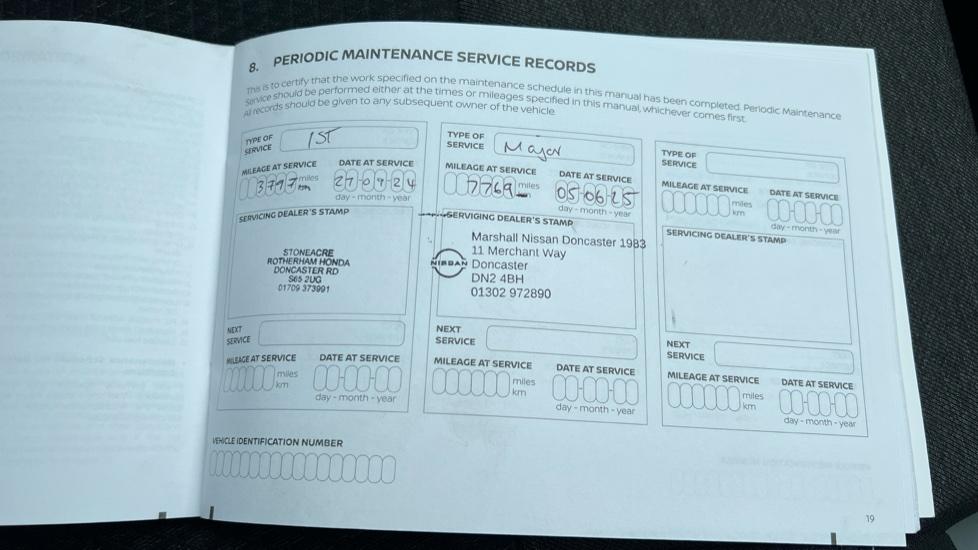 8. PERIODIC MAINTENANCE SERVICE RECORDS
This is to certify that the work specified on the maintenance schedule in this manual has been completed. Periodic Maintenance
Service should be performed either at the times or mileages specified in this manual, whichever comes first.
All records should be given to any subsequent owner of the vehicle.
TYPE OF
SERVICE
1ST
MILEAGE AT SERVICE
DATE AT SERVICE
3797 miles
km
27-09-24
day - month - year
SERVICING DEALER'S STAMP
STONEACRE
ROTHERHAM HONDA
DONCASTER RD
S65 2UG
01709 373991
NEXT
SERVICE
MILEAGE AT SERVICE
DATE AT SERVICE
miles
km
day - month - year
TYPE OF
SERVICE
Major
MILEAGE AT SERVICE
DATE AT SERVICE
7769 miles
05-06-25
day - month - year
SERVICING DEALER'S STAMP
NISSAN
Marshall Nissan Doncaster 1983
11 Merchant Way
Doncaster
DN2 4BH
01302 972890
NEXT
SERVICE
MILEAGE AT SERVICE
DATE AT SERVICE
miles
km
day - month - year
TYPE OF
SERVICE
MILEAGE AT SERVICE
DATE AT SERVICE
miles
km
day - month - year
SERVICING DEALER'S STAMP
NEXT
SERVICE
MILEAGE AT SERVICE
DATE AT SERVICE
miles
km
day - month - year
VEHICLE IDENTIFICATION NUMBER
19